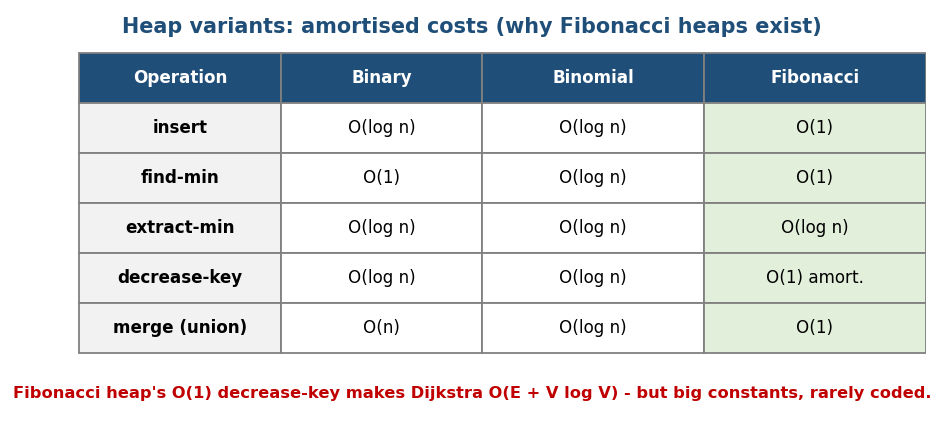 Heap variants: amortised costs (why Fibonacci heaps exist)
Operation Binary Binomial Fibonacci
insert O(log n) O(log n) O(1)
find-min O(1) O(log n) O(1)
extract-min O(log n) O(log n) O(log n)
decrease-key O(log n) O(log n) O(1) amort.
merge (union) O(n) O(log n) O(1)
Fibonacci heap's O(1) decrease-key makes Dijkstra O(E + V log V) - but big constants, rarely coded.